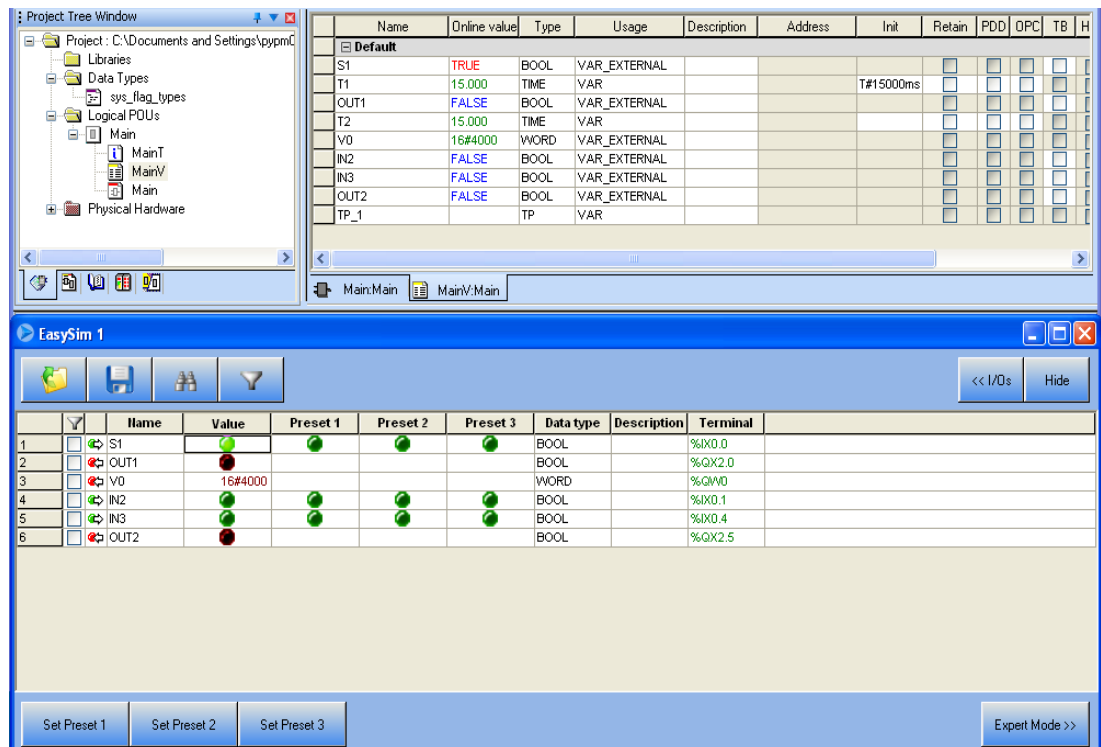 Project Tree Window
Project : C:\Documents and Settings\pypm
Libraries
Data Types
sys_flag_types
Logical POUs
Main
MainT
MainV
Main
Physical Hardware
Name Online value Type Usage Description Address Init Retain PDD OPC TB H
Default
S1 TRUE BOOL VAR_EXTERNAL
T1 15.000 TIME VAR T#15000ms
OUT1 FALSE BOOL VAR_EXTERNAL
T2 15.000 TIME VAR
V0 16#4000 WORD VAR_EXTERNAL
IN2 FALSE BOOL VAR_EXTERNAL
IN3 FALSE BOOL VAR_EXTERNAL
OUT2 FALSE BOOL VAR_EXTERNAL
TP_1 TP VAR
Main:Main MainV:Main
EasySim 1
<< I/Os Hide
Name Value Preset 1 Preset 2 Preset 3 Data type Description Terminal
1 S1 BOOL %IX0.0
2 OUT1 BOOL %QX2.0
3 V0 16#4000 WORD %QW0
4 IN2 BOOL %IX0.1
5 IN3 BOOL %IX0.4
6 OUT2 BOOL %QX2.5
Set Preset 1 Set Preset 2 Set Preset 3 Expert Mode >>